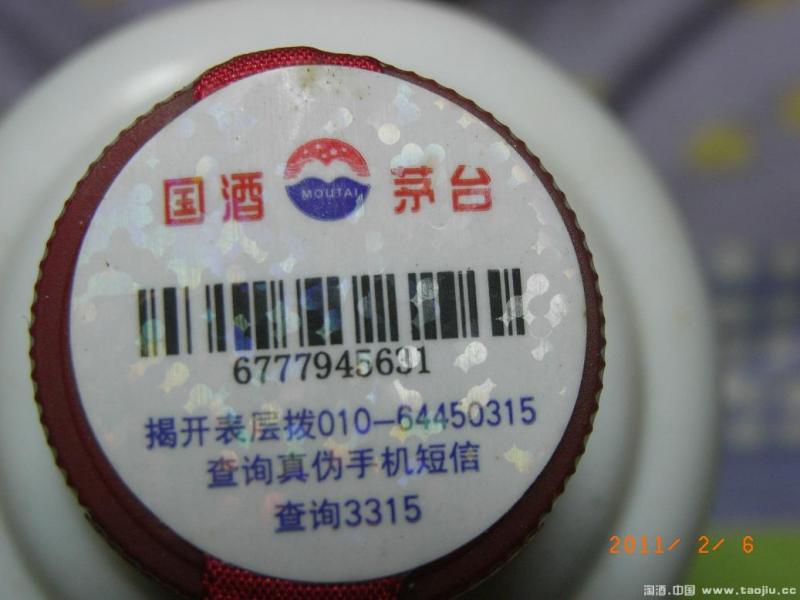 国酒 MOUTAI 茅台
6777945631
揭开表层拨010-64450315
查询真伪手机短信
查询3315
2011/ 2/ 6
淘酒.中国 www.taojiu.cc